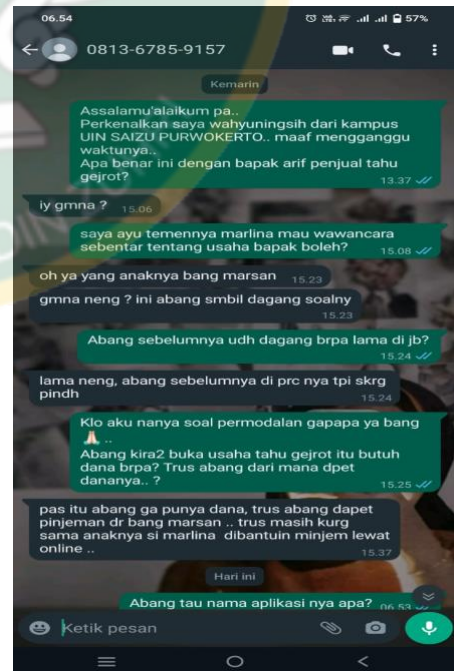 06.54
57%
0813-6785-9157
Kemarin
Assalamu'alaikum pa..
Perkenalkan saya wahyuningsih dari kampus
UIN SAIZU PURWOKERTO.. maaf mengganggu
waktunya..
Apa benar ini dengan bapak arif penjual tahu
gejrot?
13.37
iy gmna ?
15.06
saya ayu temennya marlina mau wawancara
sebentar tentang usaha bapak boleh?
15.08
oh ya yang anaknya bang marsan
15.23
gmna neng ? ini abang smbil dagang soalny
15.23
Abang sebelumnya udh dagang brpa lama di jb?
15.24
lama neng, abang sebelumnya di prc nya tpi skrg
pindh
15.24
Klo aku nanya soal permodalan gapapa ya bang
🙏🏻 ..
Abang kira2 buka usaha tahu gejrot itu butuh
dana brpa? Trus abang dari mana dpet
dananya.. ?
15.25
pas itu abang ga punya dana, trus abang dapet
pinjeman dr bang marsan .. trus masih kurg
sama anaknya si marlina dibantuin minjem lewat
online ..
15.37
Hari ini
Abang tau nama aplikasi nya apa?
06.53
Ketik pesan